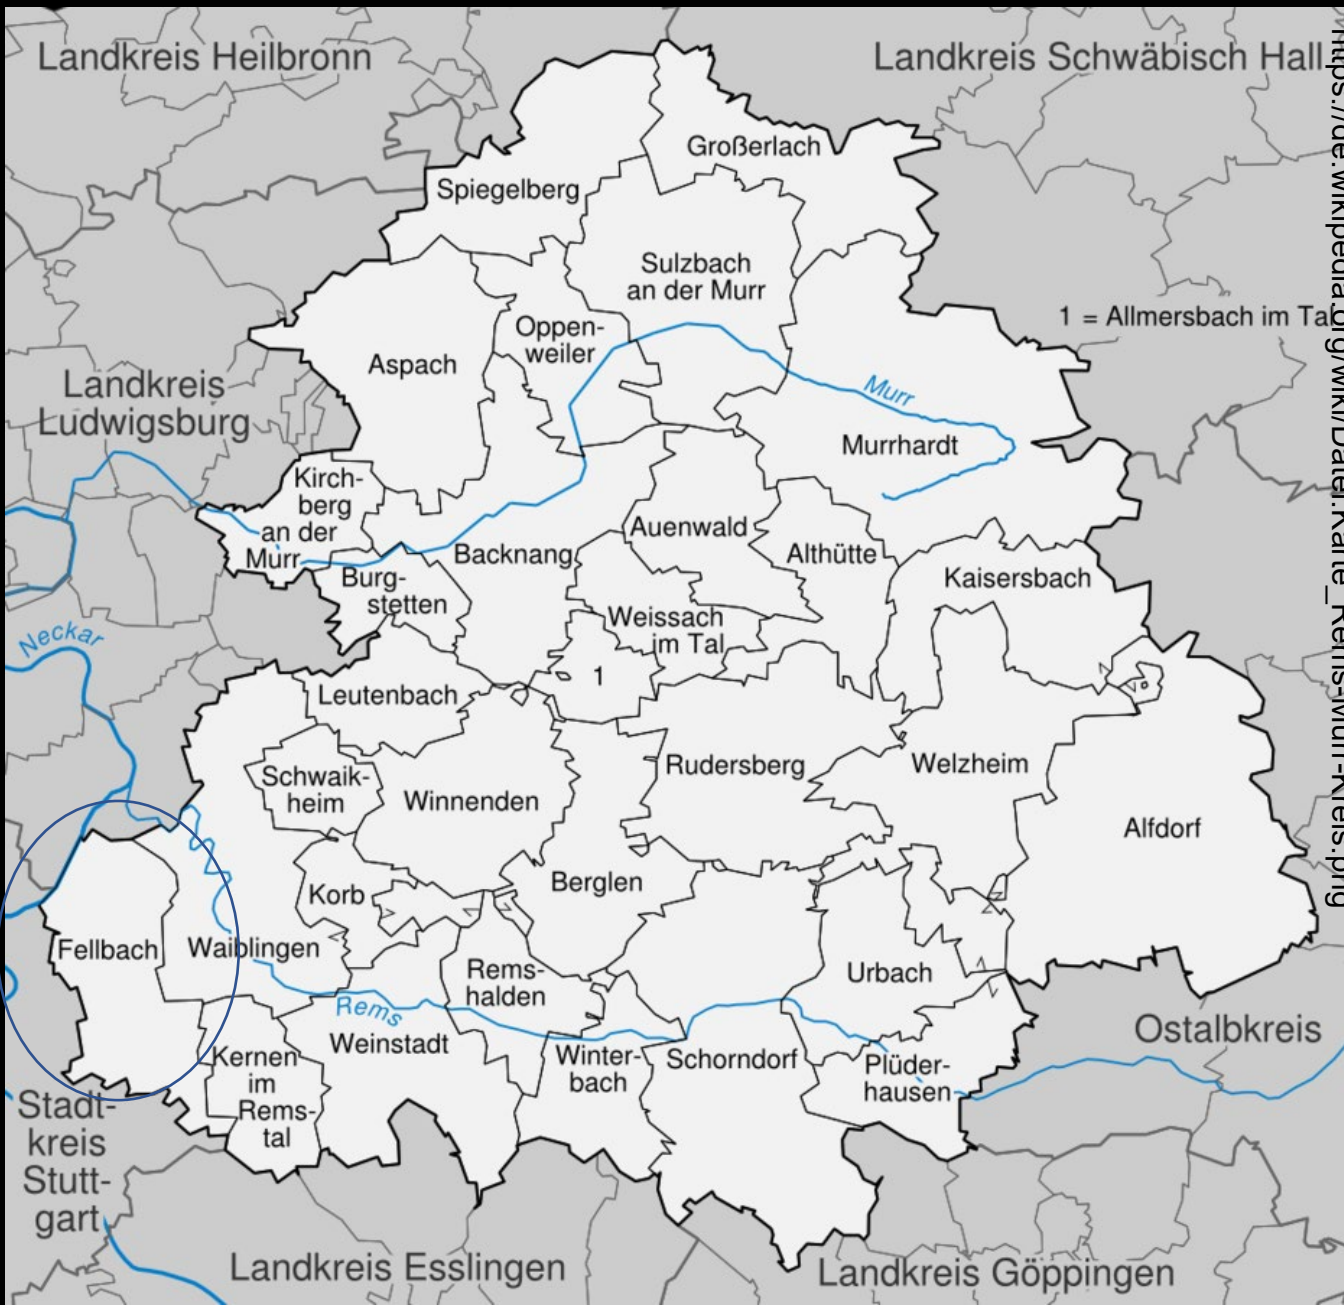 Landkreis Heilbronn
Landkreis Schwäbisch Hall
https://de.wikipedia.org/wiki/Datei:Karte_Rems-Murr-Kreis.png
Großerlach
Spiegelberg
Sulzbach
an der Murr
1 = Allmersbach im Tal
Oppen-
weiler
Aspach
Landkreis
Ludwigsburg
Murr
Murrhardt
Kirch-
berg
an der
Murr
Auenwald
Backnang
Althütte
Burg-
stetten
Kaisersbach
Weissach
im Tal
Neckar
1
Leutenbach
Rudersberg
Welzheim
Schwaik-
heim
Winnenden
Alfdorf
Berglen
Korb
Fellbach
Waiblingen
Rems-
halden
Urbach
Rems
Weinstadt
Ostalbkreis
Kernen
im
Rems-
tal
Winter-
bach
Schorndorf
Plüder-
hausen
Stadt-
kreis
Stutt-
gart
Landkreis Esslingen
Landkreis Göppingen